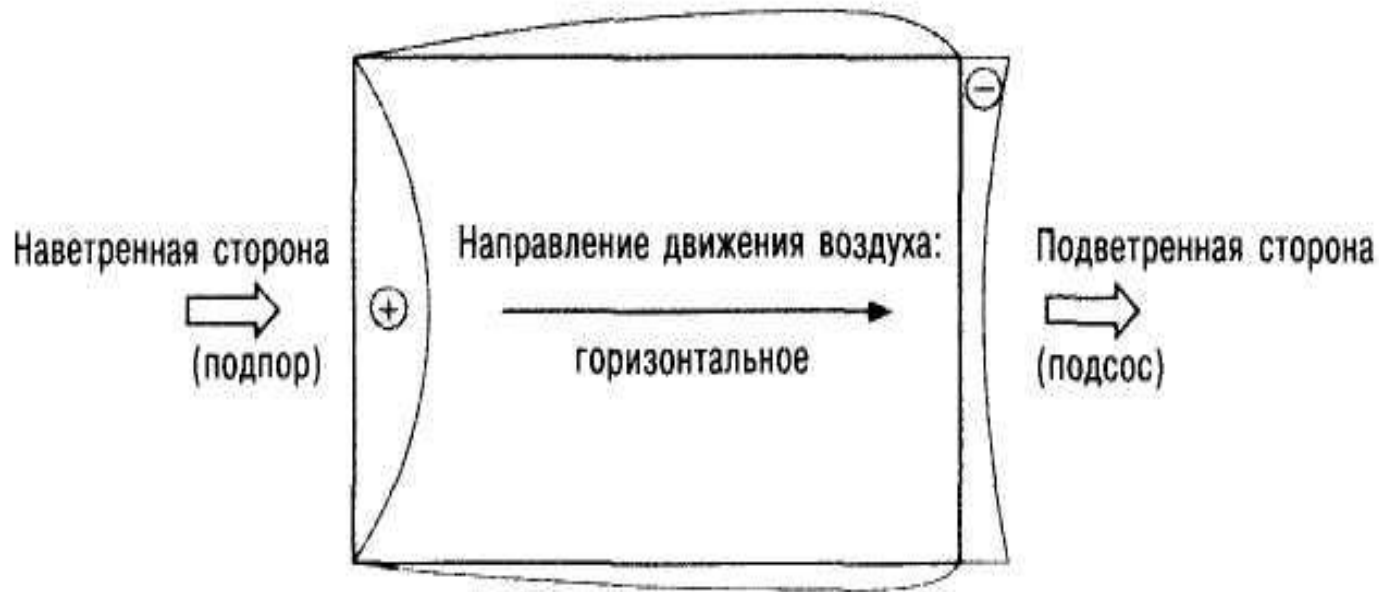 Наветренная сторона
(подпор)
+
Направление движения воздуха:
горизонтальное
−
Подветренная сторона
(подсос)